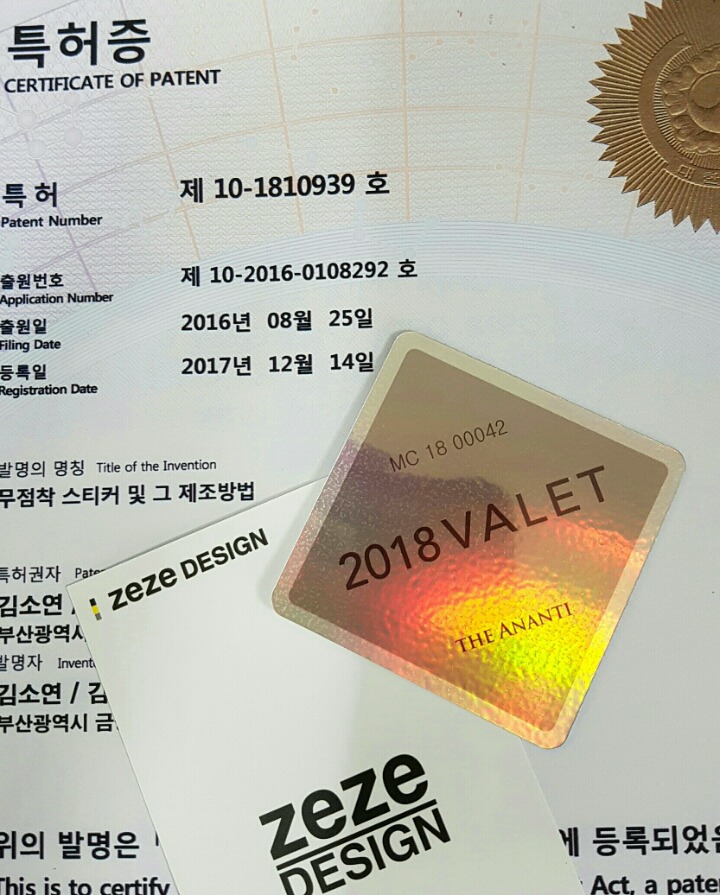 특허증
CERTIFICATE OF PATENT
특허
Patent Number
제 10-1810939 호
출원번호
Application Number
제 10-2016-0108292 호
출원일
Filing Date
2016년 08월 25일
등록일
Registration Date
2017년 12월 14일
발명의 명칭 Title of the Invention
무점착 스티커 및 그 제조방법
특허권자
김소연
부산광역시
발명자
김소연 / 김
부산광역시 금
위의 발명은
에 등록되었
This is to certify
Act, a
MC 18 00042
2018 VALET
THE ANANTI
zeze DESIGN
zeze
DESIGN